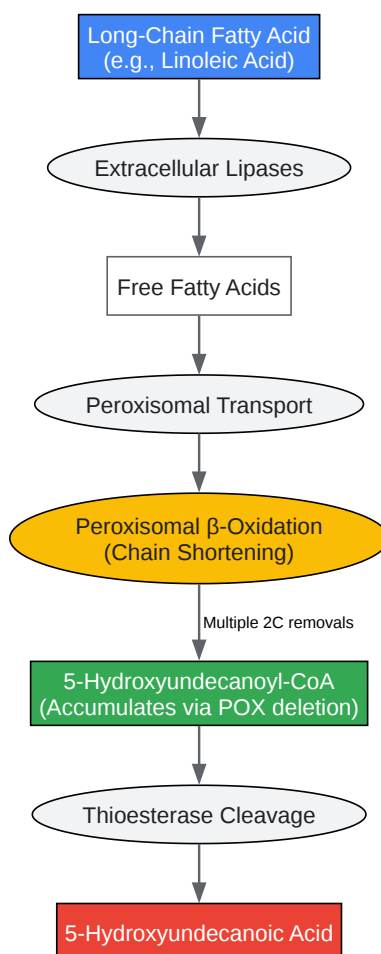 Long-Chain Fatty Acid
(e.g., Linoleic Acid)
Extracellular Lipases
Free Fatty Acids
Peroxisomal Transport
Peroxisomal β-Oxidation
(Chain Shortening)
Multiple 2C removals
5-Hydroxyundecanoyl-CoA
(Accumulates via POX deletion)
Thioesterase Cleavage
5-Hydroxyundecanoic Acid